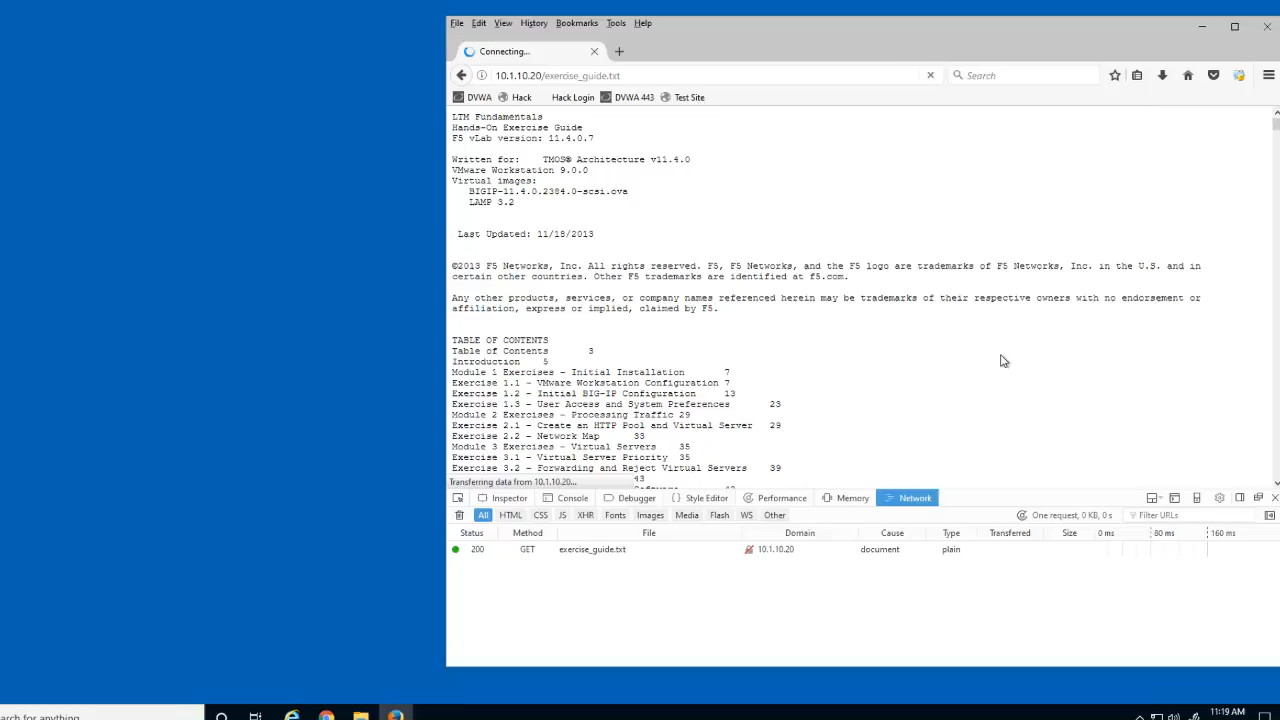 File Edit View History Bookmarks Tools Help
Connecting...
10.1.10.20/exercise_guide.txt
Search
DVWA Hack Hack Login DVWA 443 Test Site
LTM Fundamentals
Hands-On Exercise Guide
F5 vLab version: 11.4.0.7
Written for: TMOS® Architecture v11.4.0
VMware Workstation 9.0.0
Virtual images:
BIGIP-11.4.0.2384.0-scsi.ova
LAMP 3.2
Last Updated: 11/18/2013
©2013 F5 Networks, Inc. All rights reserved. F5, F5 Networks, and the F5 logo are trademarks of F5 Networks, Inc. in the U.S. and in
certain other countries. Other F5 trademarks are identified at f5.com.
Any other products, services, or company names referenced herein may be trademarks of their respective owners with no endorsement or
affiliation, express or implied, claimed by F5.
TABLE OF CONTENTS
Table of Contents 3
Introduction 5
Module 1 Exercises – Initial Installation 7
Exercise 1.1 – VMware Workstation Configuration 7
Exercise 1.2 – Initial BIG-IP Configuration 13
Exercise 1.3 – User Access and System Preferences 23
Module 2 Exercises – Processing Traffic 29
Exercise 2.1 – Create an HTTP Pool and Virtual Server 29
Exercise 2.2 – Network Map 33
Module 3 Exercises – Virtual Servers 35
Exercise 3.1 – Virtual Server Priority 35
Exercise 3.2 – Forwarding and Reject Virtual Servers 39
43
Transferring data from 10.1.10.20...
Inspector Console Debugger Style Editor Performance Memory Network
All HTML CSS JS XHR Fonts Images Media Flash WS Other One request, 0 KB, 0 s Filter URLs
Status Method File Domain Cause Type Transferred Size 0 ms 80 ms 160 ms
200 GET exercise_guide.txt 10.1.10.20 document plain
arch for anything
11:19 AM